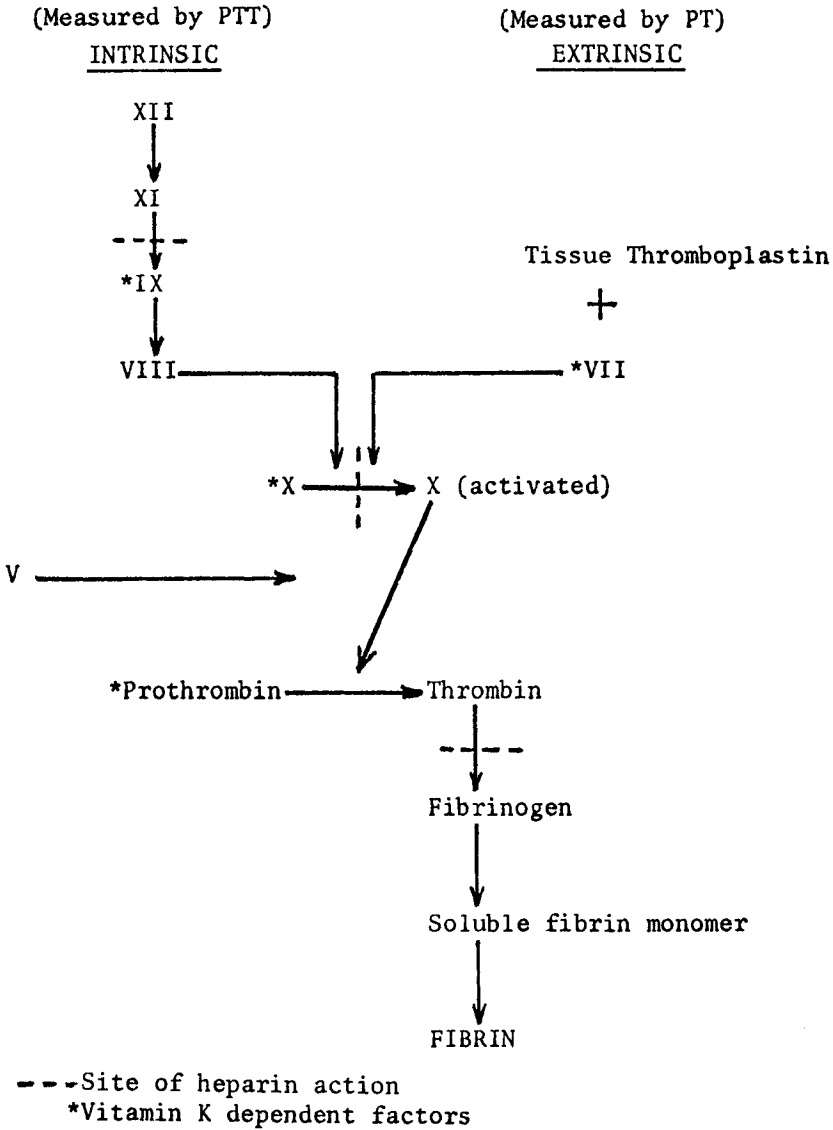 (Measured by PTT)
INTRINSIC
(Measured by PT)
EXTRINSIC
XII
XI
*IX
VIII
Tissue Thromboplastin
+
*VII
*X
X (activated)
V
*Prothrombin
Thrombin
Fibrinogen
Soluble fibrin monomer
FIBRIN
----Site of heparin action
*Vitamin K dependent factors